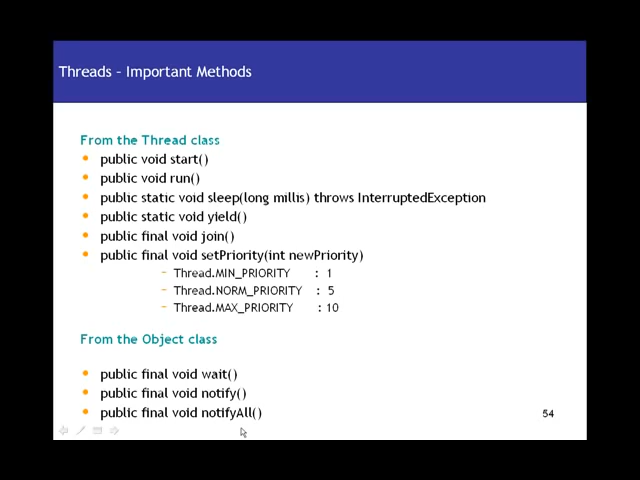 Threads – Important Methods
From the Thread class
• public void start()
• public void run()
• public static void sleep(long millis) throws InterruptedException
• public static void yield()
• public final void join()
• public final void setPriority(int newPriority)
– Thread.MIN_PRIORITY : 1
– Thread.NORM_PRIORITY : 5
– Thread.MAX_PRIORITY : 10
From the Object class
• public final void wait()
• public final void notify()
• public final void notifyAll()
54